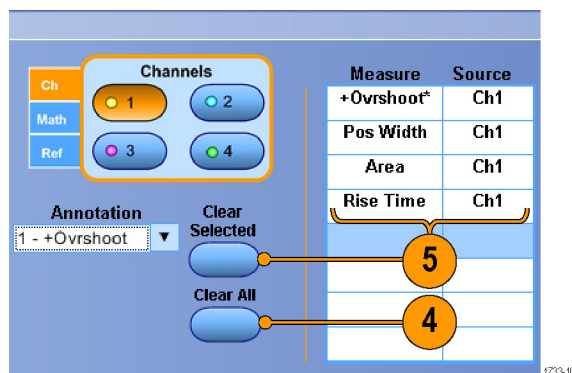 Ch
Math
Ref
Channels
1
2
3
4
Annotation
1 - +Ovrshoot
Clear
Selected
Clear All
Measure Source
+Ovrshoot* Ch1
Pos Width Ch1
Area Ch1
Rise Time Ch1
5
4